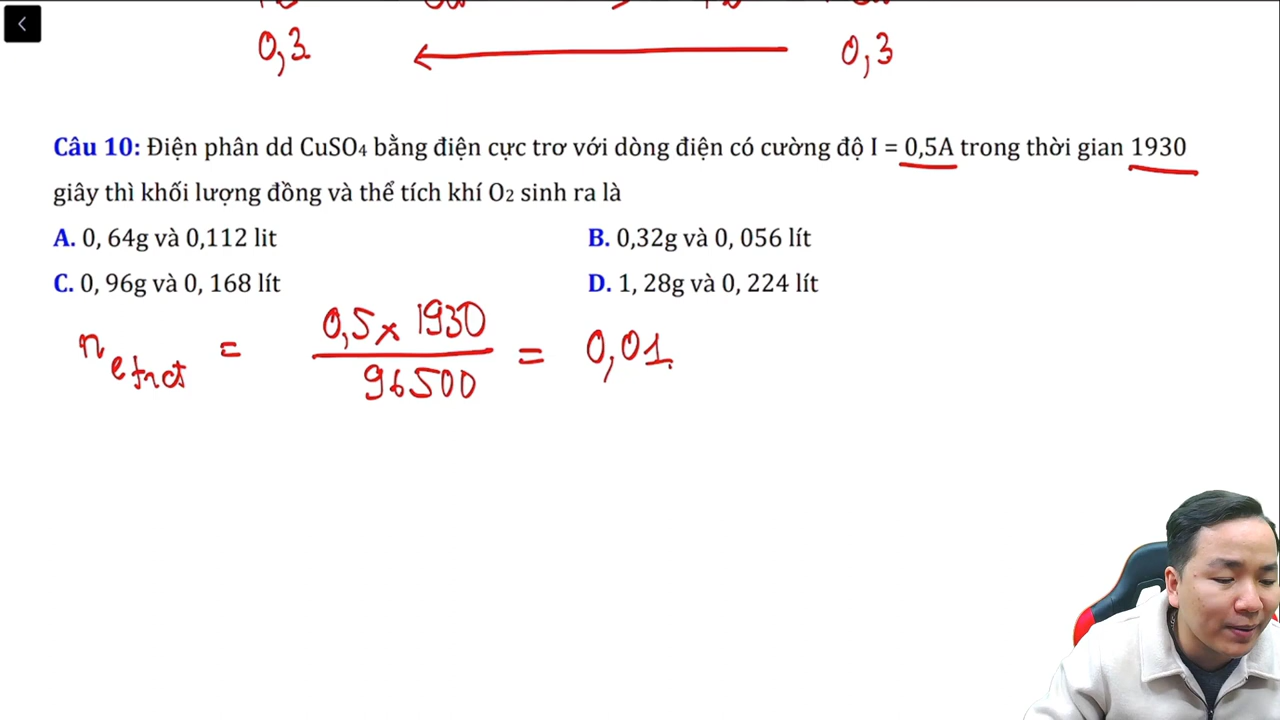 0,3 0,3
Câu 10: Điện phân dd CuSO₄ bằng điện cực trơ với dòng điện có cường độ I = 0,5A trong thời gian 1930
giây thì khối lượng đồng và thể tích khí O₂ sinh ra là
A. 0, 64g và 0,112 lit B. 0,32g và 0, 056 lít
C. 0, 96g và 0, 168 lít D. 1, 28g và 0, 224 lít
n e = 0,5 x 1930 / 96500 = 0,01